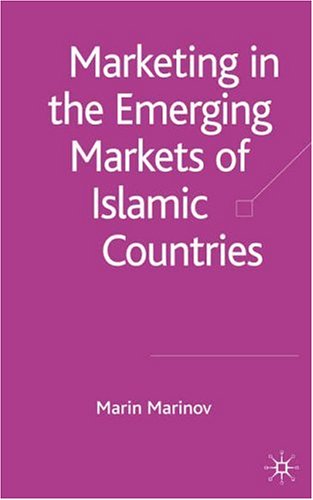 Marketing in
the Emerging
Markets of
Islamic
Countries
Marin Marinov